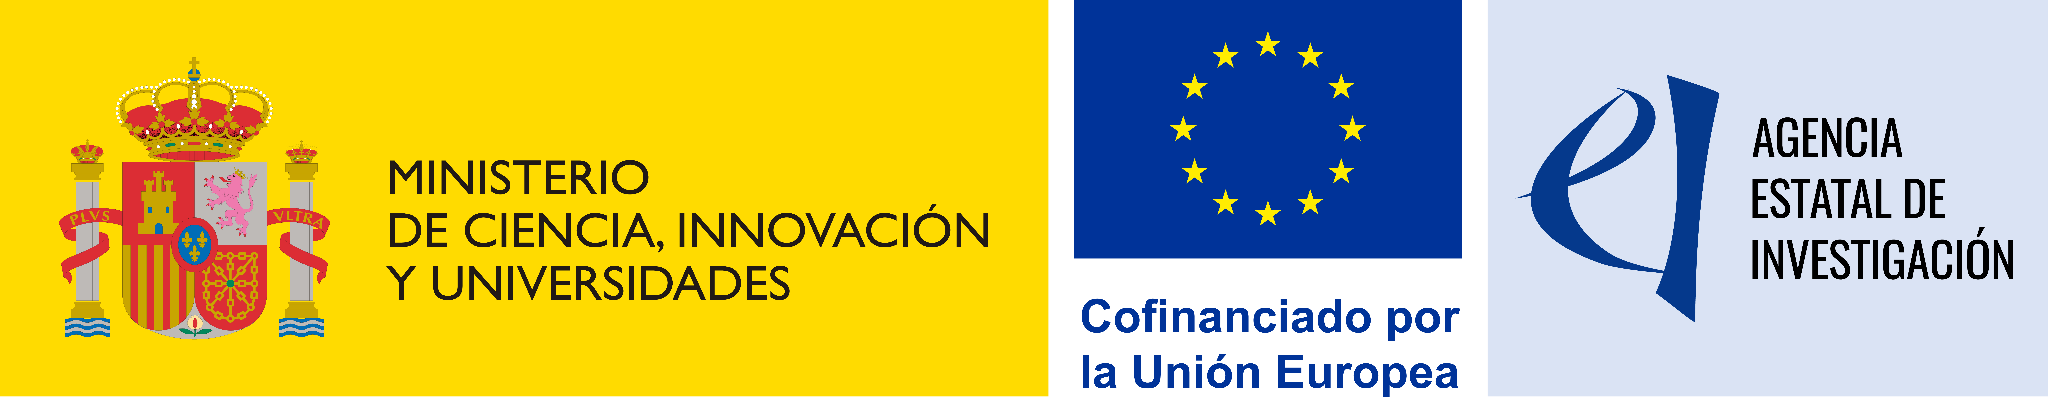 PLVS
VLTRA
MINISTERIO
DE CIENCIA, INNOVACIÓN
Y UNIVERSIDADES
Cofinanciado por
la Unión Europea
AGENCIA
ESTATAL DE
INVESTIGACIÓN